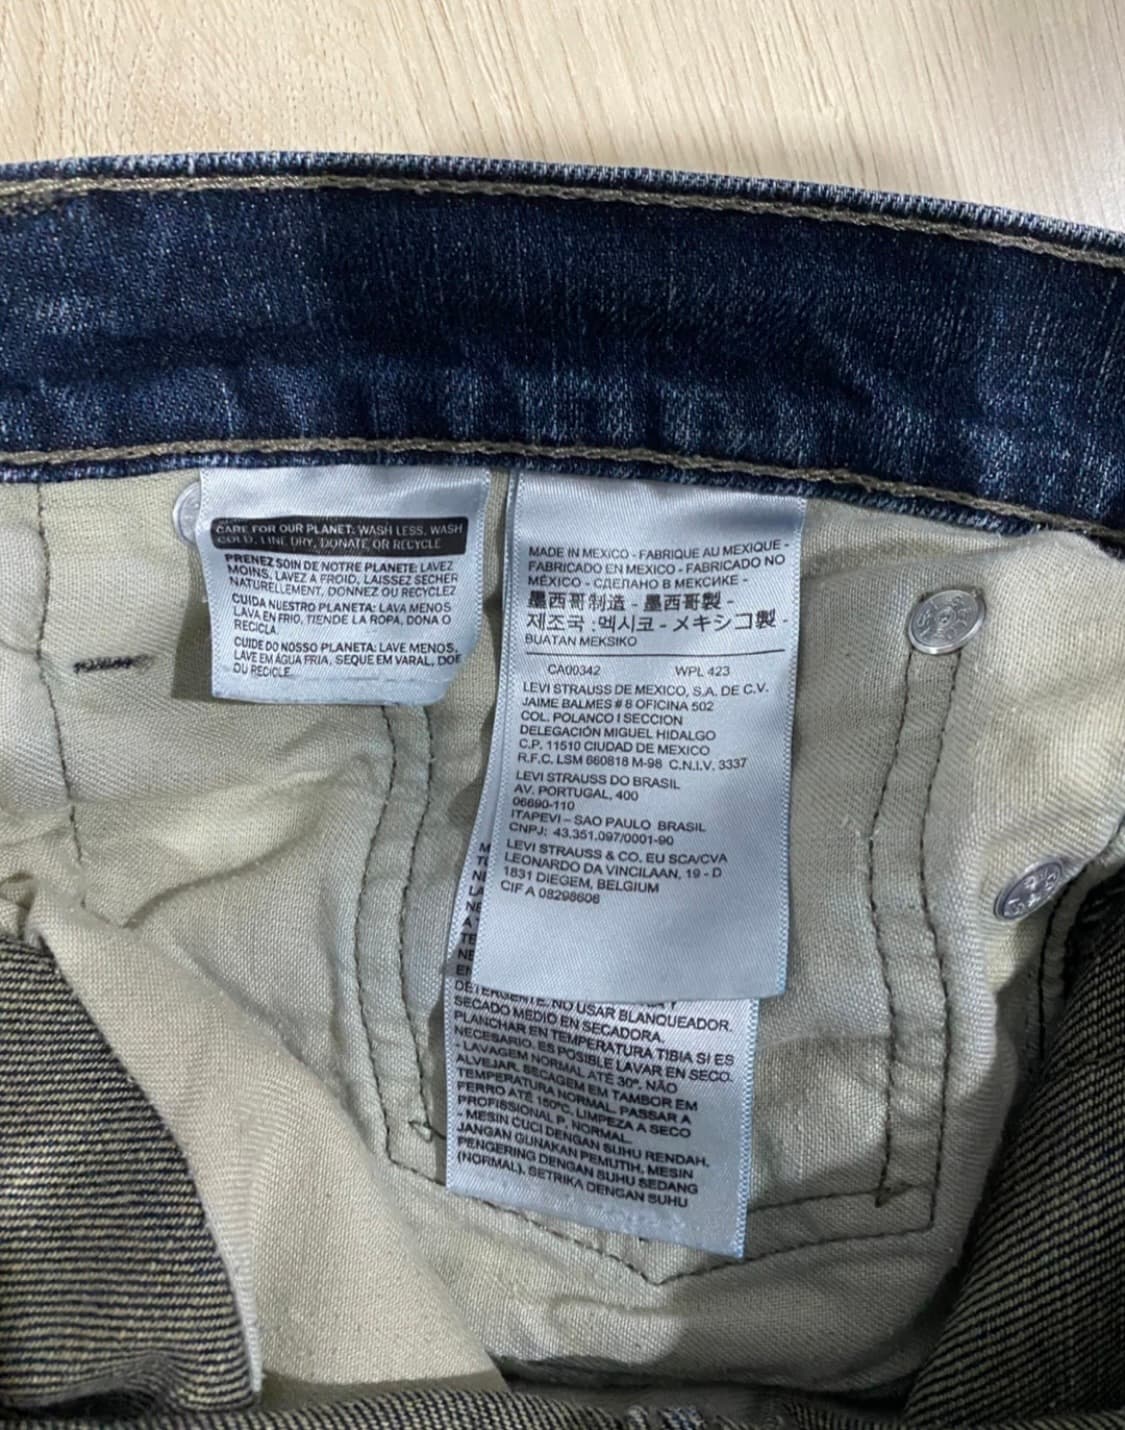 CARE FOR OUR PLANET: WASH LESS, WASH
COLD, LINE DRY, DONATE OR RECYCLE
PRENEZ SOIN DE NOTRE PLANETE: LAVEZ
MOINS, LAVEZ A FROID, LAISSEZ SECHER
NATURELLEMENT, DONNEZ OU RECYCLEZ
CUIDA NUESTRO PLANETA: LAVA MENOS
LAVA EN FRIO, TIENDE LA ROPA, DONA O
RECICLA.
CUIDE DO NOSSO PLANETA: LAVE MENOS,
LAVE EM ÁGUA FRIA, SEQUE EM VARAL, DOE
OU RECICLE
MADE IN MEXICO - FABRIQUE AU MEXIQUE -
FABRICADO EN MEXICO - FABRICADO NO
MÉXICO - СДЕЛАНО В МЕКСИКЕ -
墨西哥制造 - 墨西哥製 -
제조국 : 멕시코 - メキシコ製 -
BUATAN MEKSIKO
CA00342 WPL 423
LEVI STRAUSS DE MEXICO, S.A. DE C.V.
JAIME BALMES # 8 OFICINA 502
COL. POLANCO I SECCION
DELEGACIÓN MIGUEL HIDALGO
C.P. 11510 CIUDAD DE MEXICO
R.F.C. LSM 660818 M-98 C.N.I.V. 3337
LEVI STRAUSS DO BRASIL
AV. PORTUGAL, 400
06690-110
ITAPEVI – SAO PAULO BRASIL
CNPJ: 43.351.097/0001-90
LEVI STRAUSS & CO. EU SCA/CVA
LEONARDO DA VINCILAAN, 19 - D
1831 DIEGEM, BELGIUM
CIF A 08298606
DETERGENTE. NO USAR BLANQUEADOR.
SECADO MEDIO EN SECADORA.
PLANCHAR EN TEMPERATURA TIBIA SI ES
NECESARIO. ES POSIBLE LAVAR EN SECO.
- LAVAGEM NORMAL ATÉ 30º. NÃO
ALVEJAR. SECAGEM EM TAMBOR EM
TEMPERATURA NORMAL. PASSAR A
FERRO ATÉ 150ºC. LIMPEZA A SECO
PROFISSIONAL P, NORMAL.
- MESIN CUCI DENGAN SUHU RENDAH,
JANGAN GUNAKAN PEMUTIH, MESIN
PENGERING DENGAN SUHU SEDANG
(NORMAL), SETRIKA DENGAN SUHU